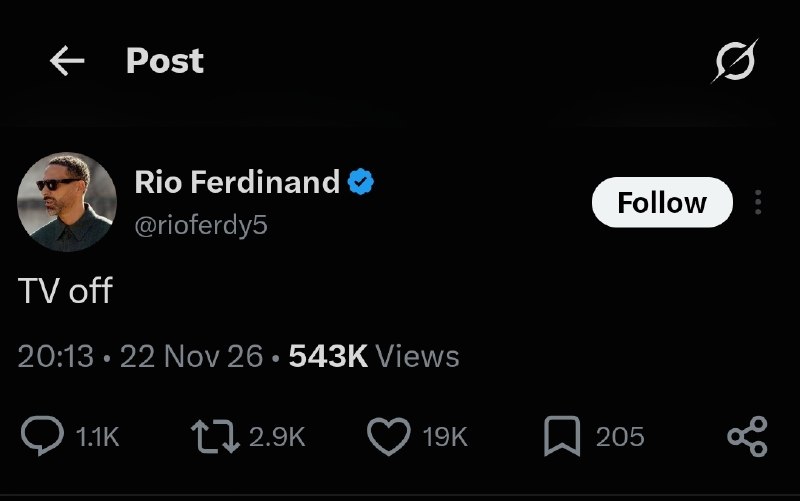 Post
Rio Ferdinand
@rioferdy5
Follow
TV off
20:13 • 22 Nov 26 • 543K Views
1.1K 2.9K 19K 205